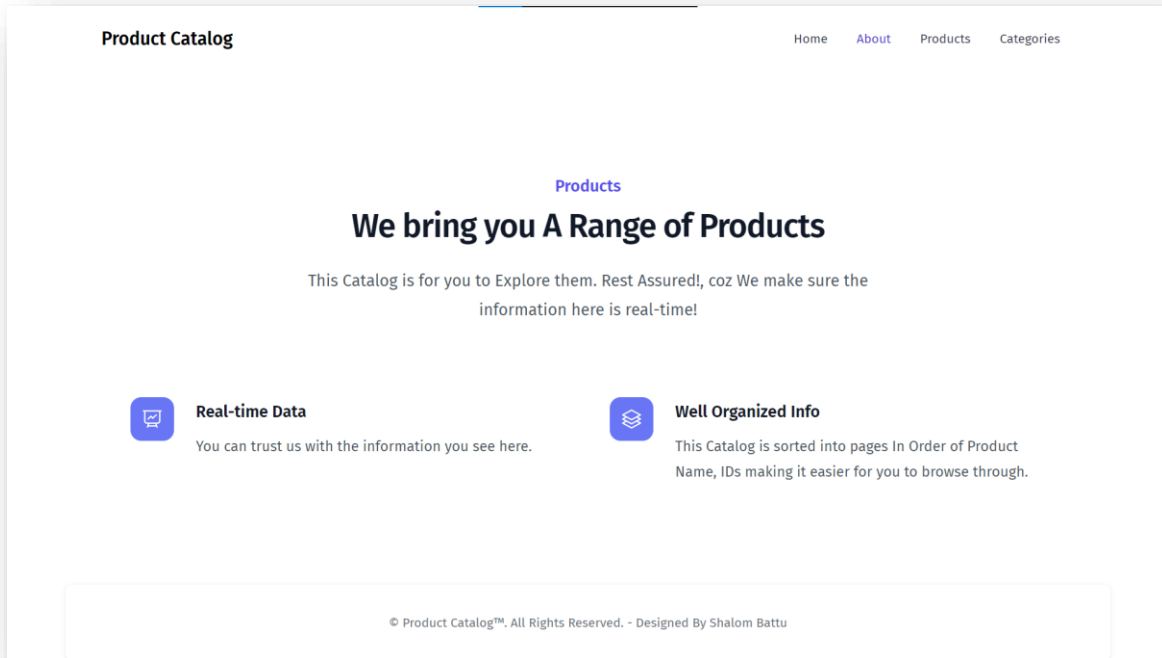 Product Catalog
Home About Products Categories
Products
We bring you A Range of Products
This Catalog is for you to Explore them. Rest Assured!, coz We make sure the
information here is real-time!
Real-time Data
You can trust us with the information you see here.
Well Organized Info
This Catalog is sorted into pages In Order of Product
Name, IDs making it easier for you to browse through.
© Product Catalog™. All Rights Reserved. - Designed By Shalom Battu